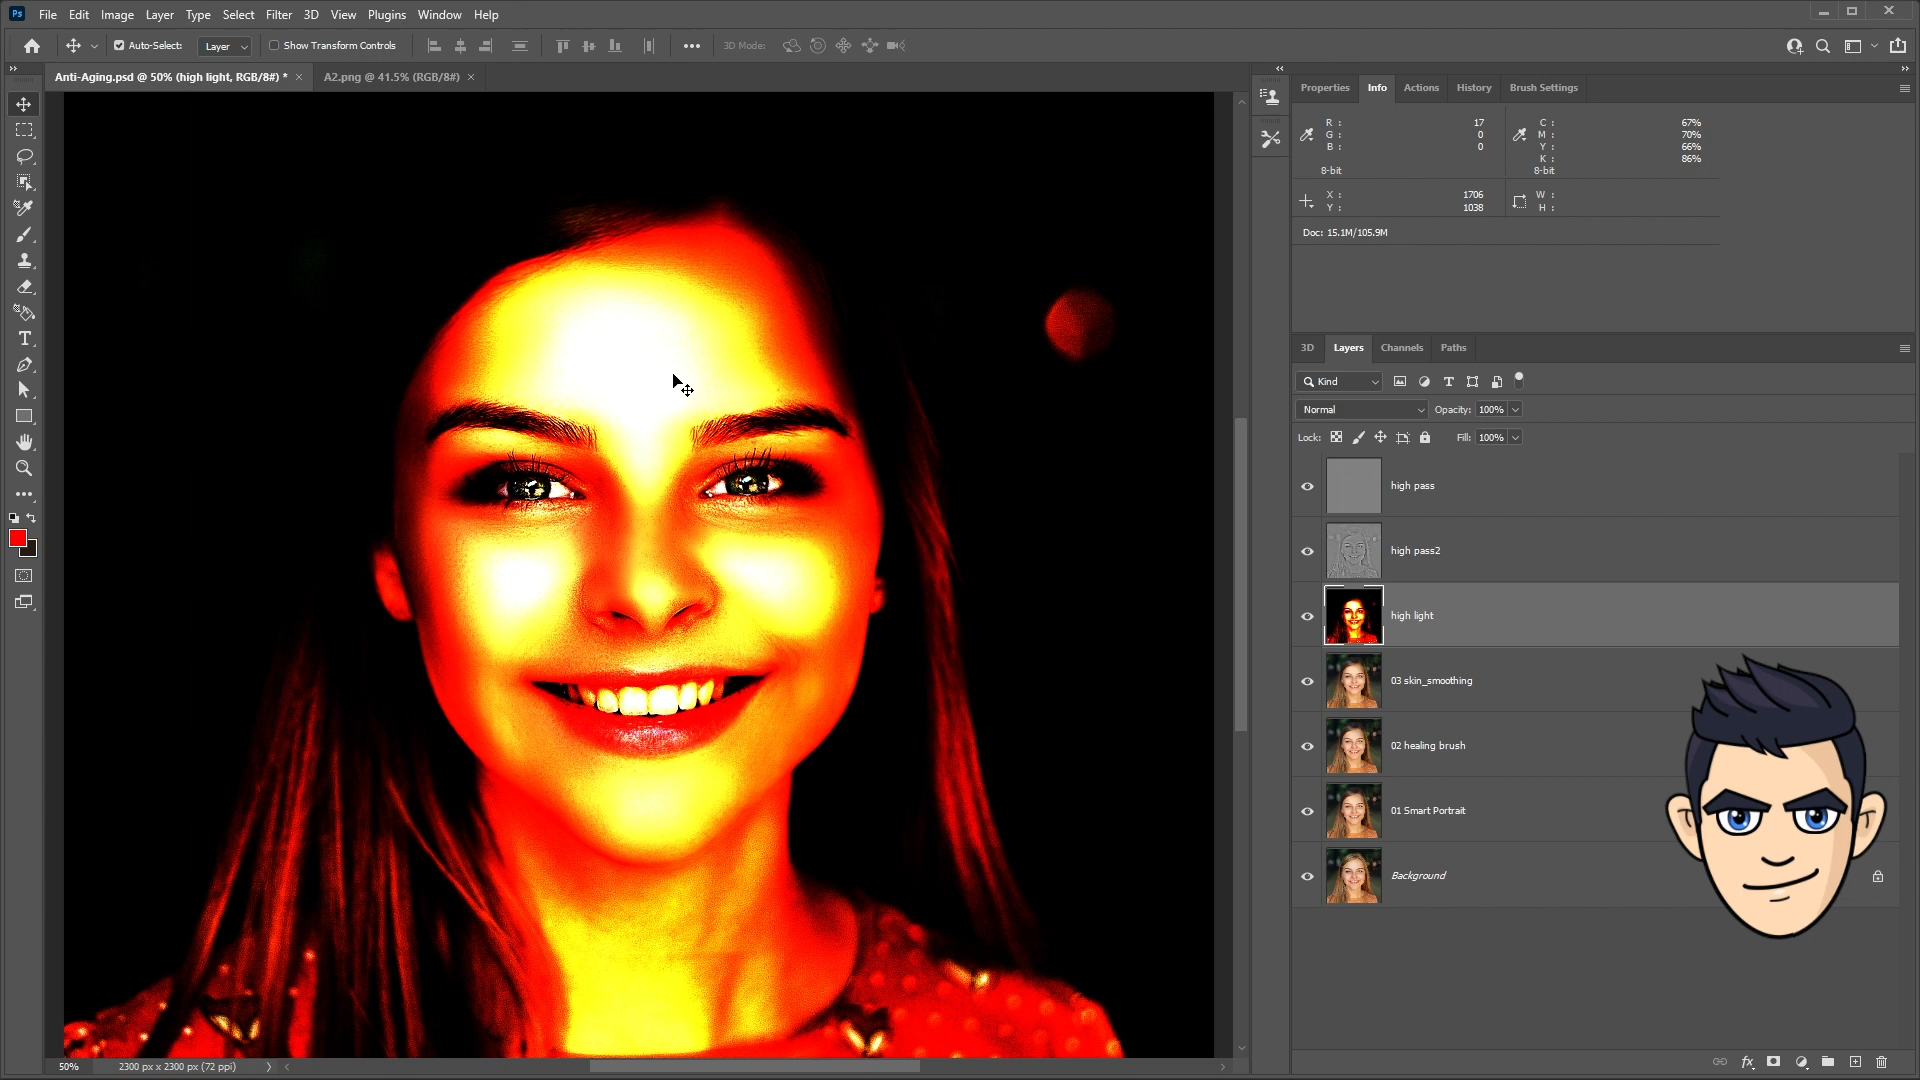 Ps File Edit Image Layer Type Select Filter 3D View Plugins Window Help
Auto-Select: Layer Show Transform Controls 3D Mode:
Anti-Aging.psd @ 50% (high light, RGB/8#) * × A2.png @ 41.5% (RGB/8#) ×
Properties Info Actions History Brush Settings
R : 17 C : 67%
G : 0 M : 70%
B : 0 Y : 66%
K : 86%
8-bit 8-bit
X : 1706 W :
Y : 1038 H :
Doc: 15.1M/105.9M
3D Layers Channels Paths
Kind
Normal Opacity: 100%
Lock: Fill: 100%
high pass
high pass2
high light
03 skin_smoothing
02 healing brush
01 Smart Portrait
Background
50% 2300 px x 2300 px (72 ppi)